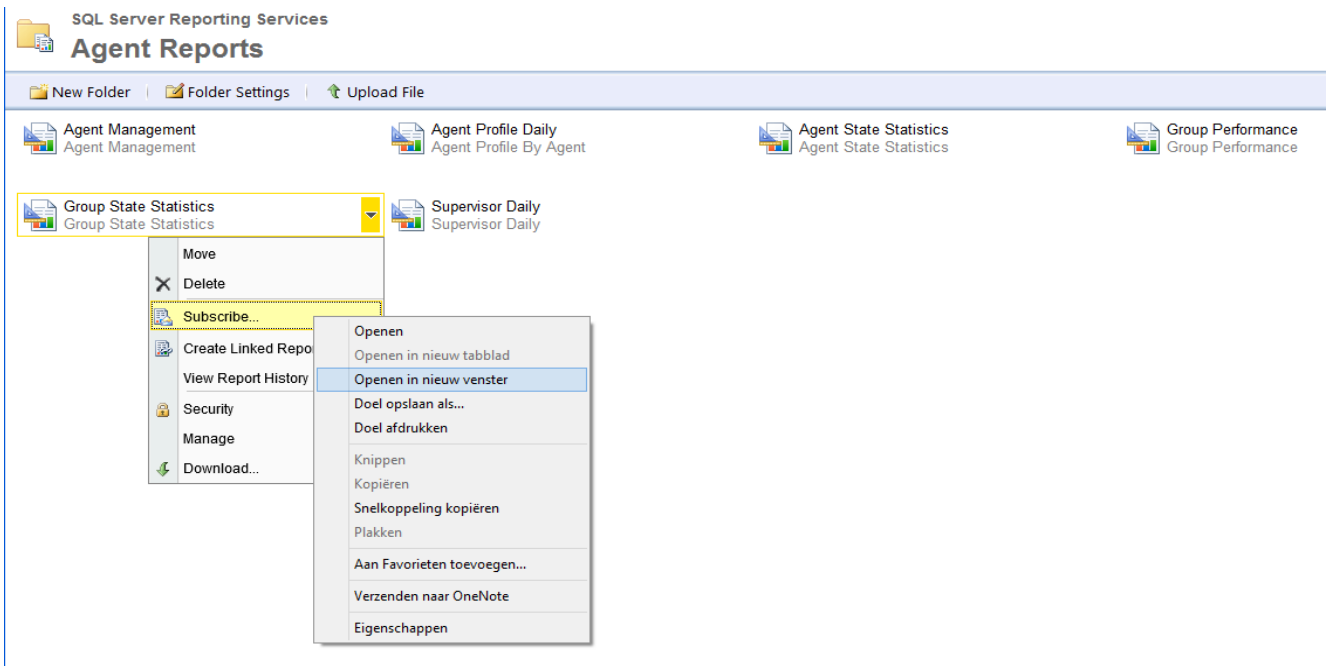 SQL Server Reporting Services
Agent Reports
New Folder
Folder Settings
Upload File
Agent Management
Agent Management
Agent Profile Daily
Agent Profile By Agent
Agent State Statistics
Agent State Statistics
Group Performance
Group Performance
Group State Statistics
Group State Statistics
Supervisor Daily
Supervisor Daily
Move
Delete
Subscribe...
Create Linked Repo
View Report History
Security
Manage
Download...
Openen
Openen in nieuw tabblad
Openen in nieuw venster
Doel opslaan als...
Doel afdrukken
Knippen
Kopiëren
Snelkoppeling kopiëren
Plakken
Aan Favorieten toevoegen...
Verzenden naar OneNote
Eigenschappen